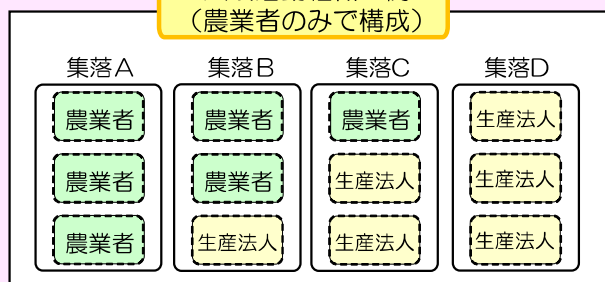 （農業者のみで構成）
集落A 集落B 集落C 集落D
農業者 農業者 農業者 生産法人
農業者 農業者 生産法人 生産法人
農業者 生産法人 生産法人 生産法人